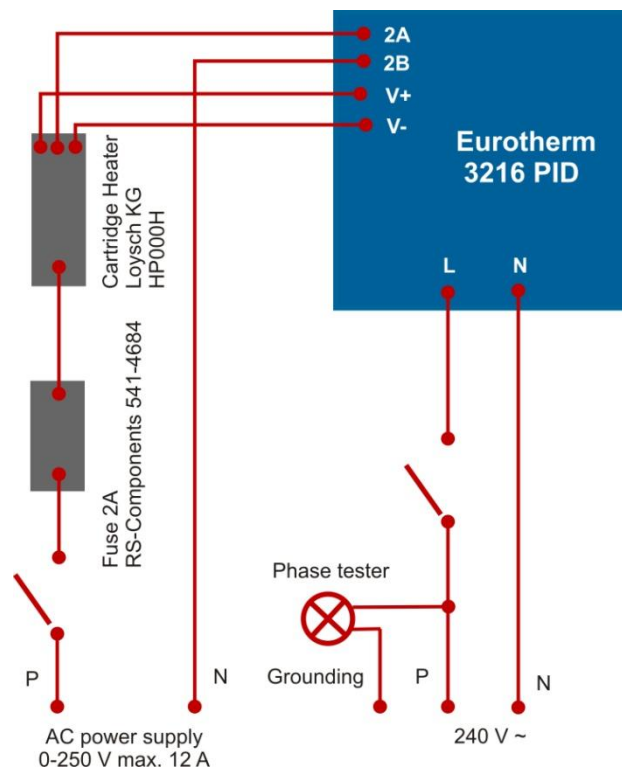 2A
2B
V+
V-
Eurotherm
3216 PID
L
N
Cartridge Heater
Loysch KG
HP000H
Fuse 2A
RS-Components 541-4684
Phase tester
Grounding
P
N
P
N
AC power supply
0-250 V max. 12 A
240 V ~